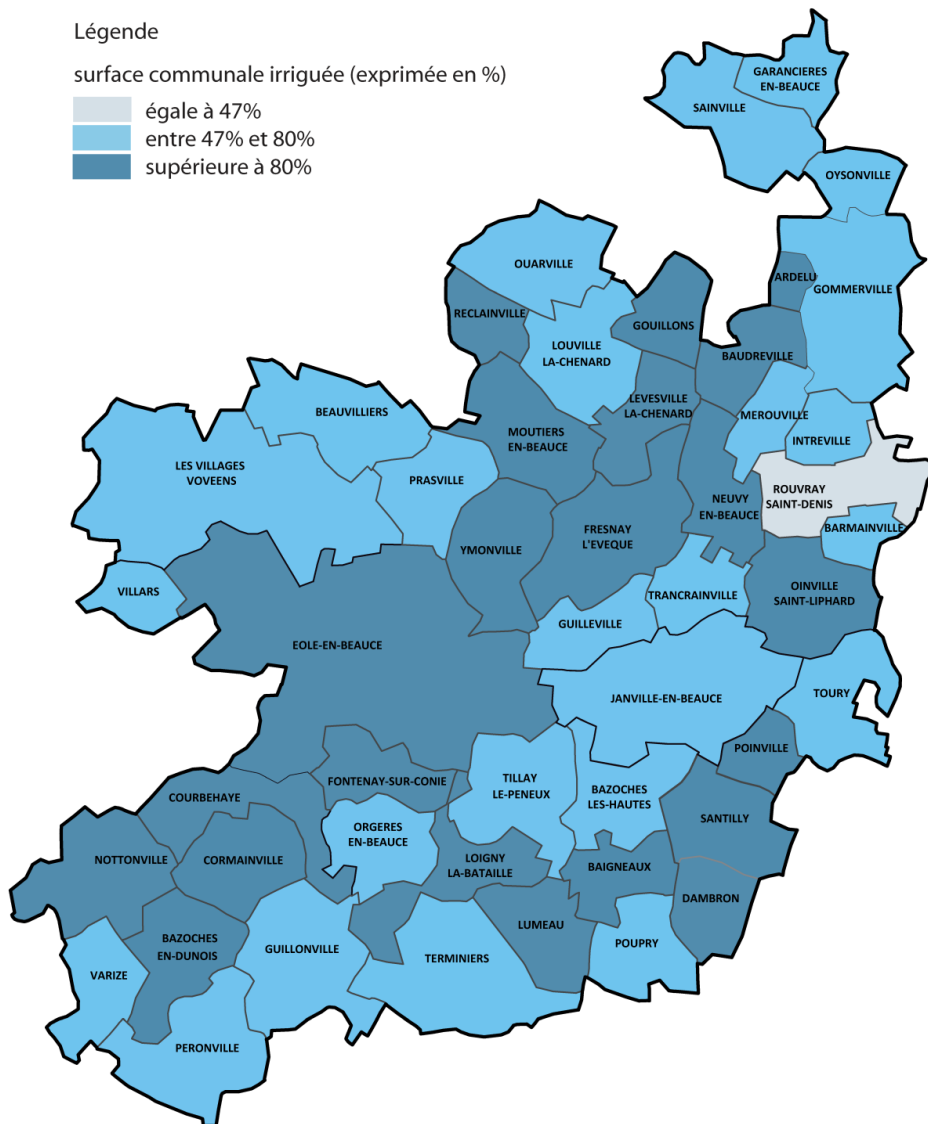 Légende
surface communale irriguée (exprimée en %)
égale à 47%
entre 47% et 80%
supérieure à 80%
GARANCIERES
EN-BEAUCE
SAINVILLE
OYSONVILLE
OUARVILLE
ARDELU
GOMMERVILLE
RECLAINVILLE
GOUILLONS
LOUVILLE
LA-CHENARD
BAUDREVILLE
LEVESVILLE
LA-CHENARD
BEAUVILLIERS
MEROUVILLE
MOUTIERS
EN-BEAUCE
INTREVILLE
LES VILLAGES
VOVEENS
PRASVILLE
ROUVRAY
SAINT-DENIS
NEUVY
EN-BEAUCE
FRESNAY
L'EVEQUE
BARMAINVILLE
YMONVILLE
VILLARS
TRANCRAINVILLE
OINVILLE
SAINT-LIPHARD
GUILLEVILLE
EOLE-EN-BEAUCE
JANVILLE-EN-BEAUCE
TOURY
POINVILLE
TILLAY
LE-PENEUX
FONTENAY-SUR-CONIE
BAZOCHES
LES-HAUTES
COURBEHAYE
SANTILLY
ORGERES
EN-BEAUCE
NOTTONVILLE
CORMAINVILLE
LOIGNY
LA-BATAILLE
BAIGNEAUX
DAMBRON
LUMEAU
BAZOCHES
EN-DUNOIS
GUILLONVILLE
POUPRY
TERMINIERS
VARIZE
PERONVILLE